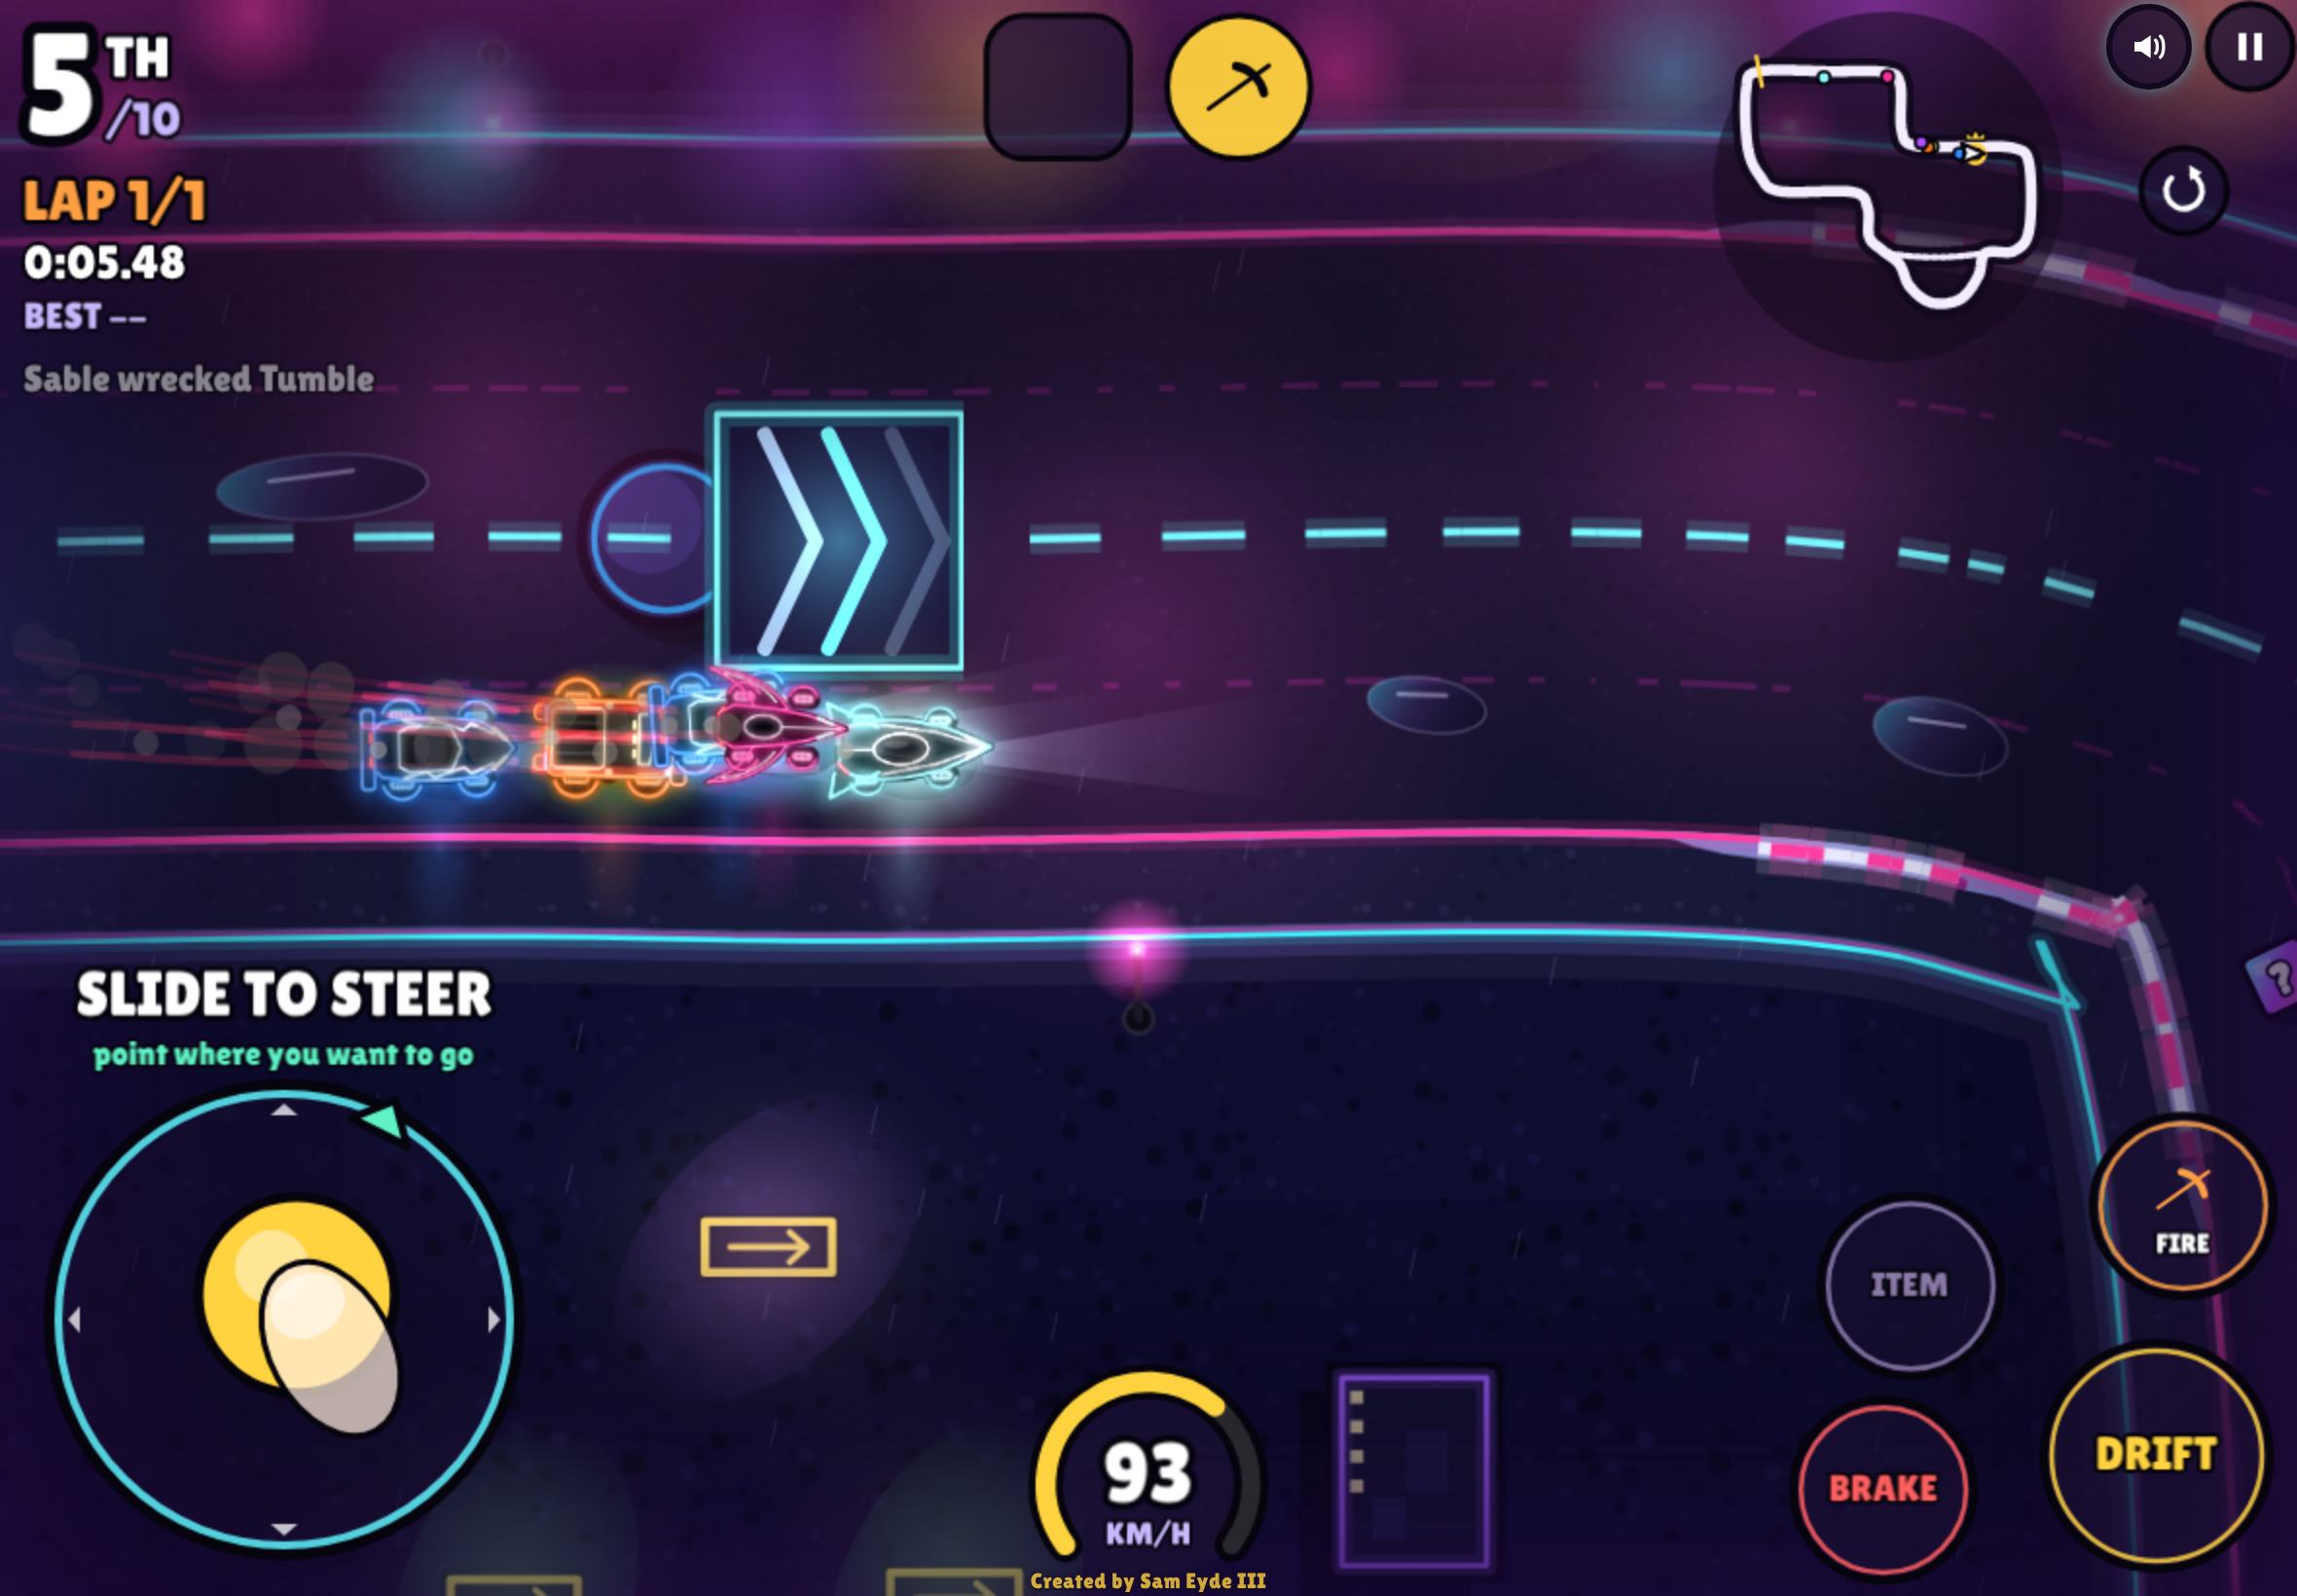 5TH
/10
LAP 1/1
0:05.48
BEST --
Sable wrecked Tumble
?
SLIDE TO STEER
point where you want to go
FIRE
ITEM
93
KM/H
BRAKE
DRIFT
Created by Sam Eyde III